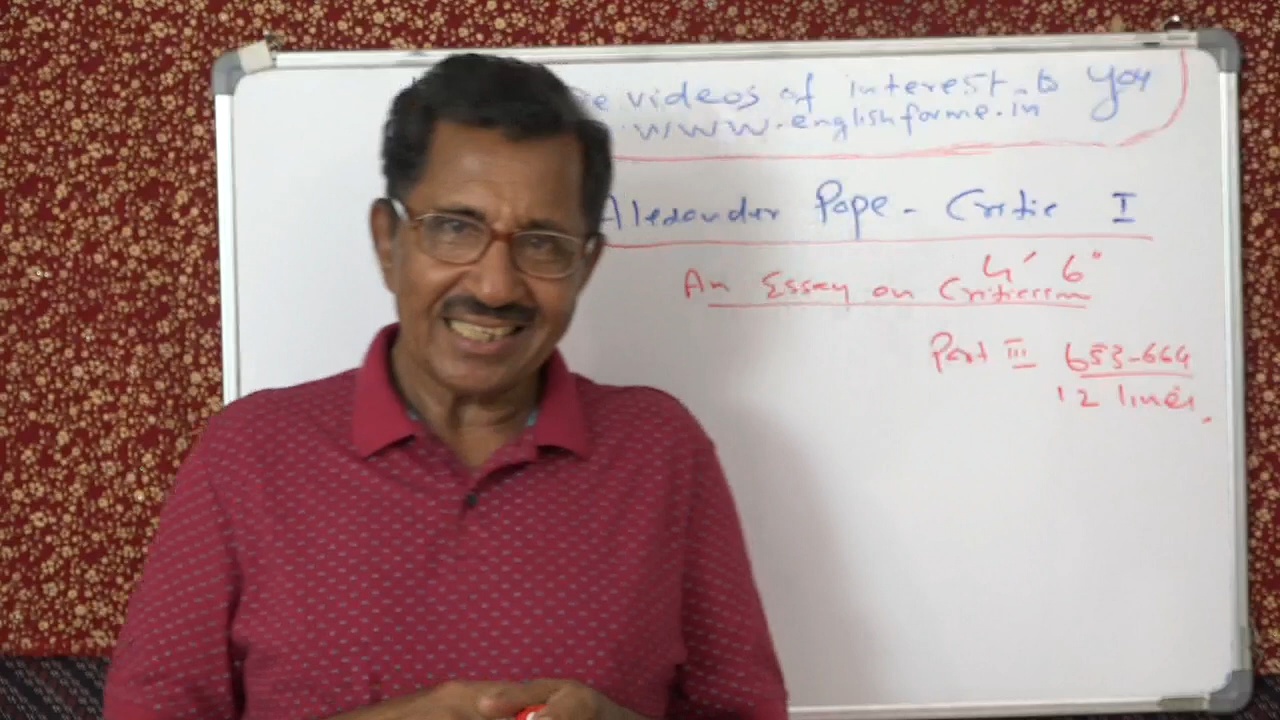 videos of interest to You
www.englishforme.in
Alexander Pope - Critic I
4' 6"
An Essay on Criticism
Part III 653-664
12 lines.